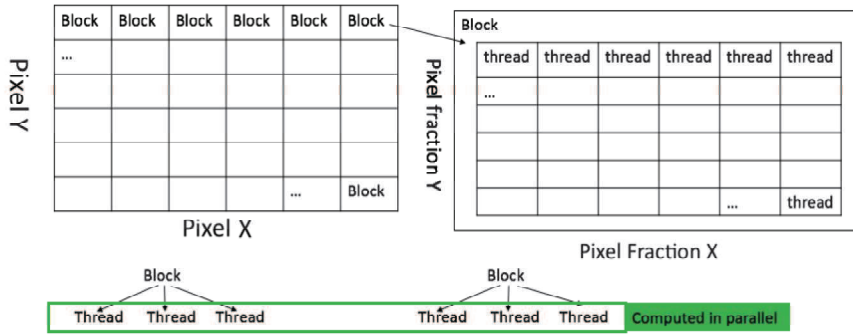 Block Block Block Block Block Block
...
... Block
Pixel Y
Pixel X
Block
thread thread thread thread thread thread
...
... thread
Pixel fraction Y
Pixel Fraction X
Block Block
Thread Thread Thread Thread Thread Thread Computed in parallel